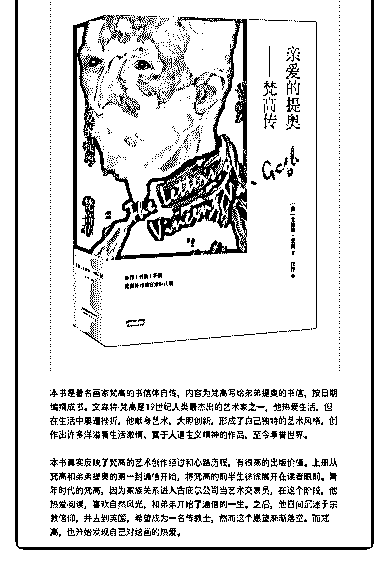 亲爱的提奥
——梵高传
The Letters of
Vincent
本书是著名画家梵高的书信体自传，内容为梵高写给弟弟提奥的书信，按日期
编撰成书。文森特·梵高是19世纪人类最杰出的艺术家之一，他热爱生活，但
在生活中屡遭挫折，他献身艺术，大胆创新，形成了自己独特的艺术风格，创
作出许多洋溢着生活激情、富于人道主义精神的作品，至今享誉世界。
本书真实反映了梵高的艺术创作经过和心路历程，有很高的出版价值。上册从
梵高和弟弟提奥的第一封通信开始，将梵高的前半生徐徐展开在读者眼前。青
年时代的梵高，因为家族关系进入古庇尔公司当艺术交易员，在这个阶段，他
热爱阅读，喜欢自然风光，和弟弟开始了通信的一生。之后，他日间沉迷于宗
教信仰，并去到英国，希望成为一名传教士，然而这个愿望渐渐落空。而梵
高，也开始发现自己对绘画的热爱。